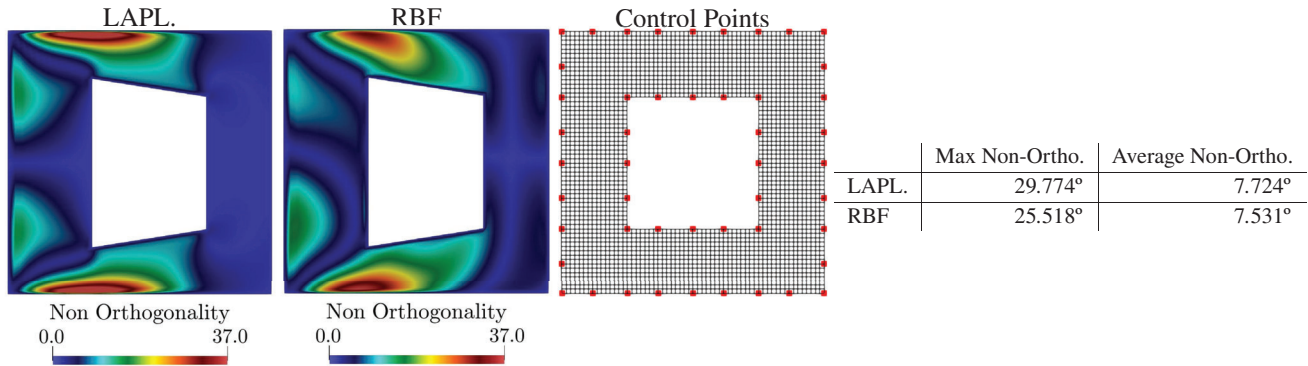 LAPL.
RBF
Control Points
Non Orthogonality
0.0 37.0
Non Orthogonality
0.0 37.0
Max Non-Ortho. Average Non-Ortho.
LAPL. 29.774º 7.724º
RBF 25.518º 7.531º